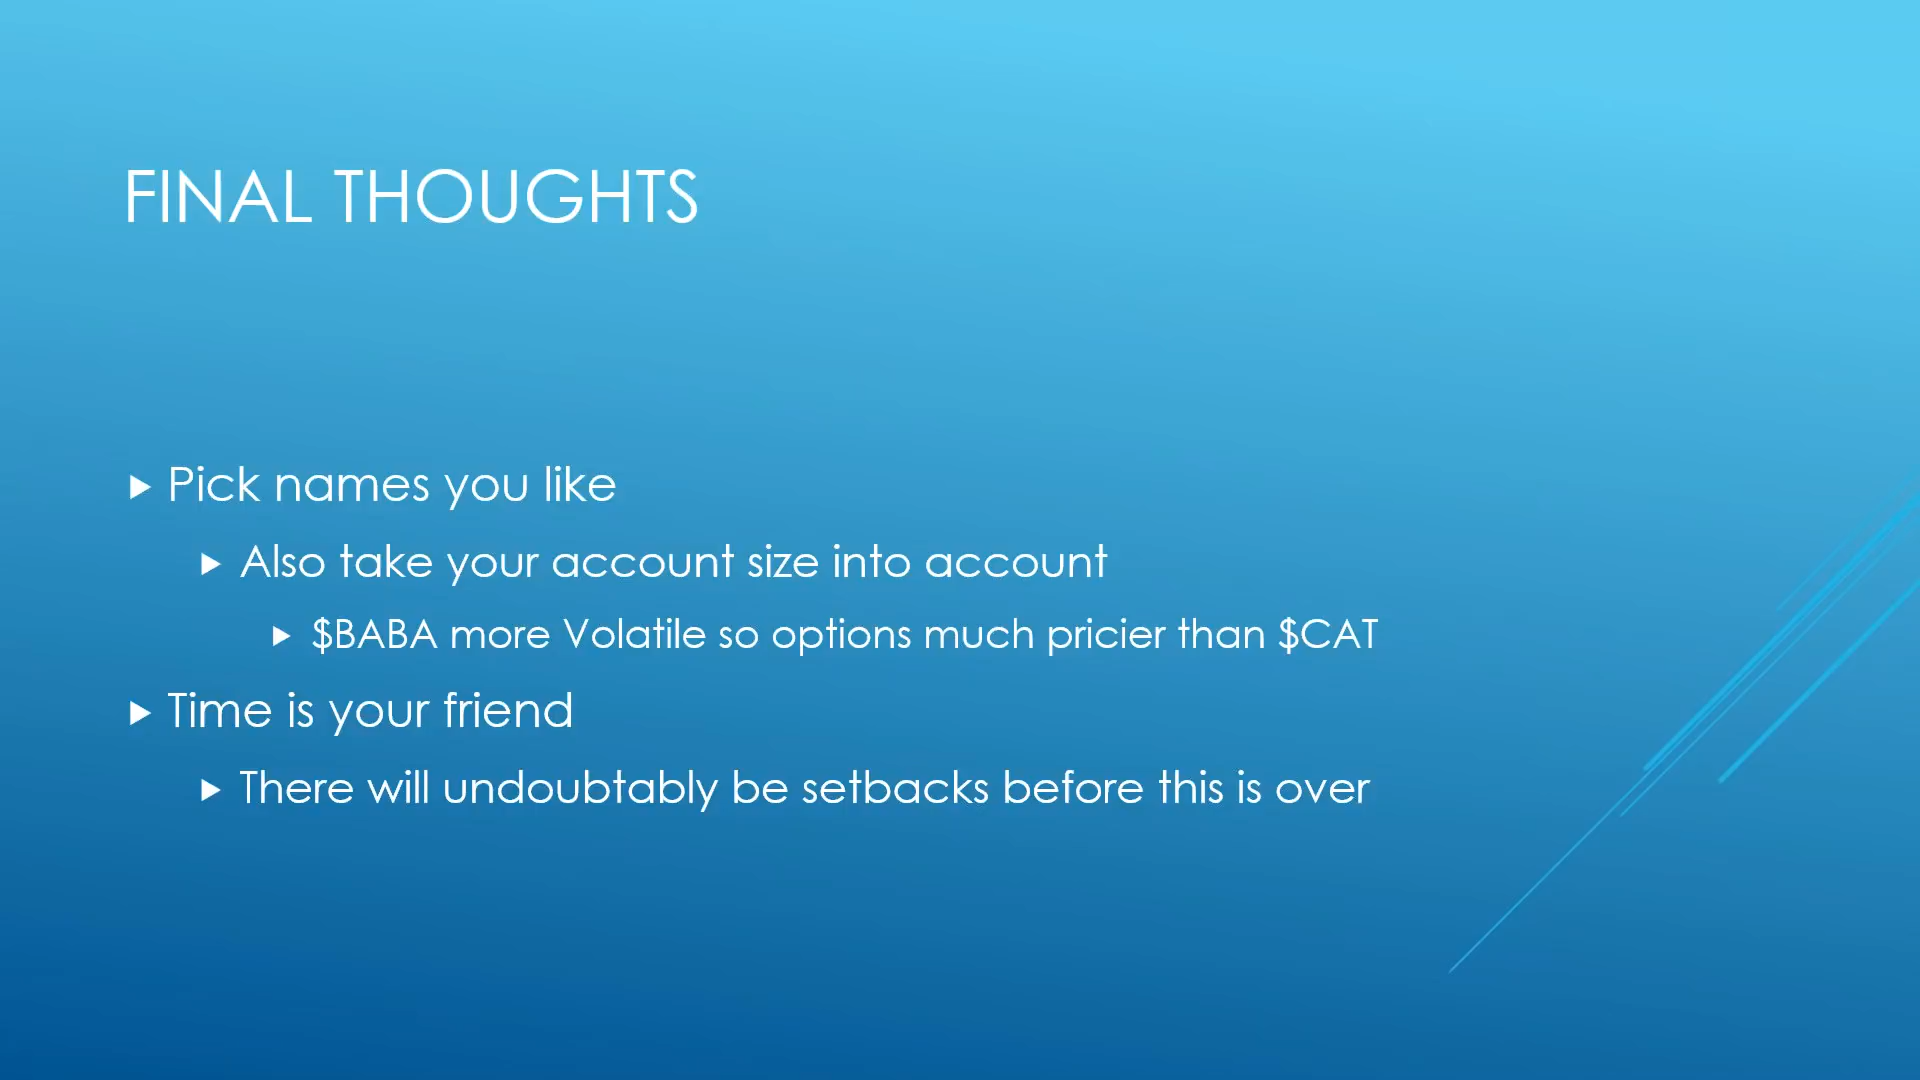 FINAL THOUGHTS
Pick names you like
Also take your account size into account
$BABA more Volatile so options much pricier than $CAT
Time is your friend
There will undoubtably be setbacks before this is over